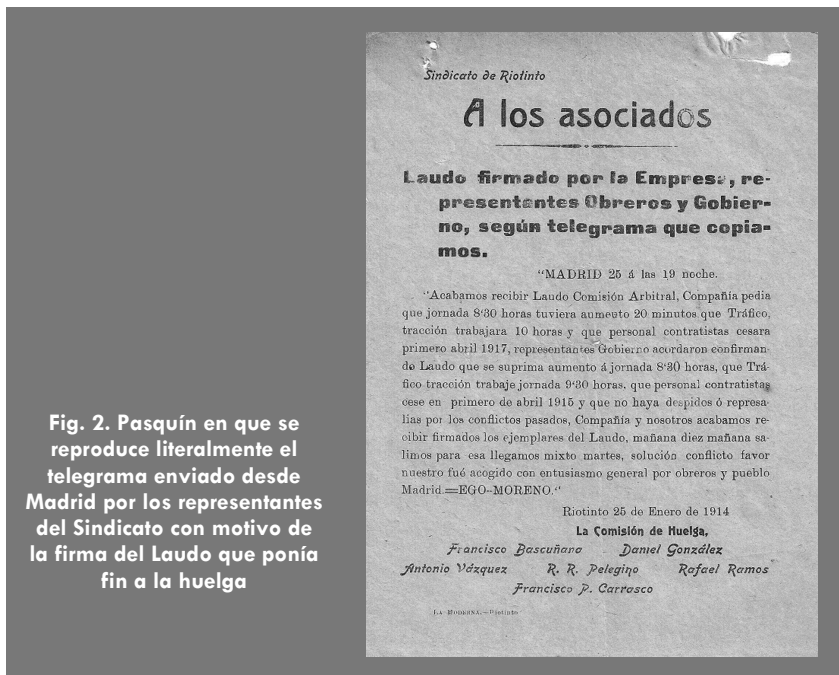 Fig. 2. Pasquín en que se
reproduce literalmente el
telegrama enviado desde
Madrid por los representantes
del Sindicato con motivo de
la firma del Laudo que ponía
fin a la huelga
Sindicato de Riotinto
A los asociados
Laudo firmado por la Empresa, re-
presentantes Obreros y Gobier-
no, según telegrama que copia-
mos.
"MADRID 25 á las 19 noche.
"Acabamos recibir Laudo Comisión Arbitral, Compañía pedia
que jornada 8'30 horas tuviera aumento 20 minutos que Tráfico,
tracción trabajara 10 horas y que personal contratistas cesara
primero abril 1917, representantes Gobierno acordaron confirman-
do Laudo que se suprima aumento á jornada 8'30 horas, que Trá-
fico tracción trabaje jornada 9'30 horas, que personal contratistas
cese en primero de abril 1915 y que no haya despidos ó represa-
lias por los conflictos pasados, Compañía y nosotros acabamos re-
cibir firmados los ejemplares del Laudo, mañana diez mañana sa-
limos para esa llegamos mixto martes, solución conflicto favor
nuestro fué acogido con entusiasmo general por obreros y pueblo
Madrid.=EGO-MORENO."
Riotinto 25 de Enero de 1914
La Comisión de Huelga,
Francisco Bascuñana Daniel González
Antonio Vázquez R. R. Pelegino Rafael Ramos
Francisco P. Carrasco
LA MODERNA.-Riotinto